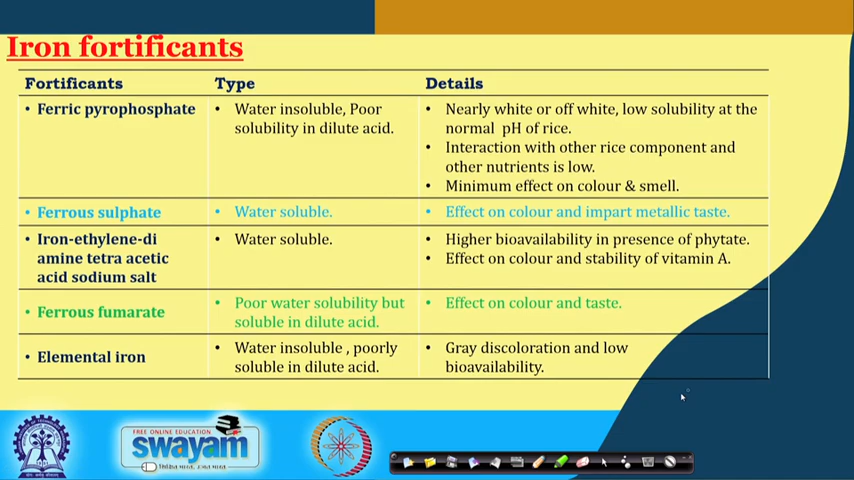 Iron fortificants
Fortificants Type Details
• Ferric pyrophosphate
• Water insoluble, Poor
solubility in dilute acid.
• Nearly white or off white, low solubility at the
normal pH of rice.
• Interaction with other rice component and
other nutrients is low.
• Minimum effect on colour & smell.
• Ferrous sulphate
• Water soluble.
• Effect on colour and impart metallic taste.
• Iron-ethylene-di
amine tetra acetic
acid sodium salt
• Water soluble.
• Higher bioavailability in presence of phytate.
• Effect on colour and stability of vitamin A.
• Ferrous fumarate
• Poor water solubility but
soluble in dilute acid.
• Effect on colour and taste.
• Elemental iron
• Water insoluble , poorly
soluble in dilute acid.
• Gray discoloration and low
bioavailability.
FREE ONLINE EDUCATION
swayam